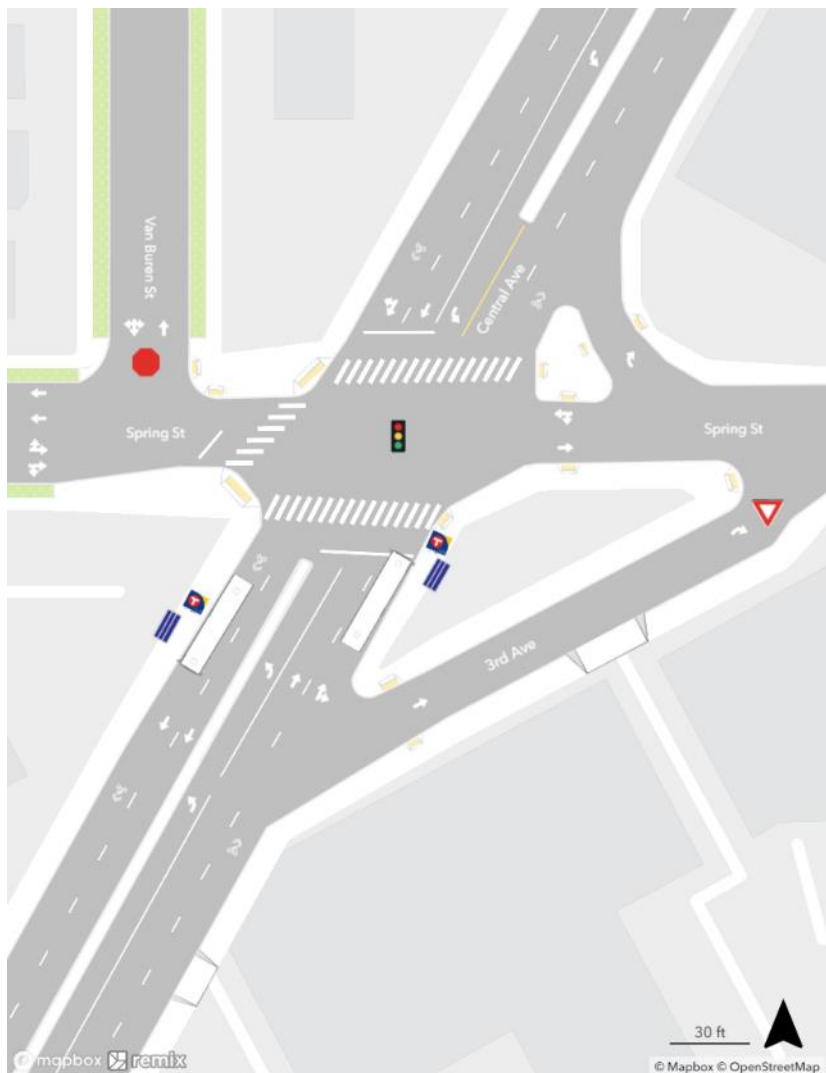 Van Buren St
Central Ave
Spring St
Spring St
T
T
3rd Ave
30 ft
mapbox remix
© Mapbox © OpenStreetMap